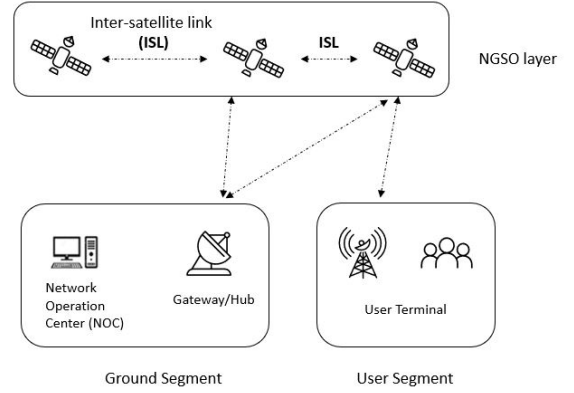 Inter-satellite link
(ISL)
ISL
NGSO layer
Network
Operation
Center (NOC)
Gateway/Hub
User Terminal
Ground Segment
User Segment